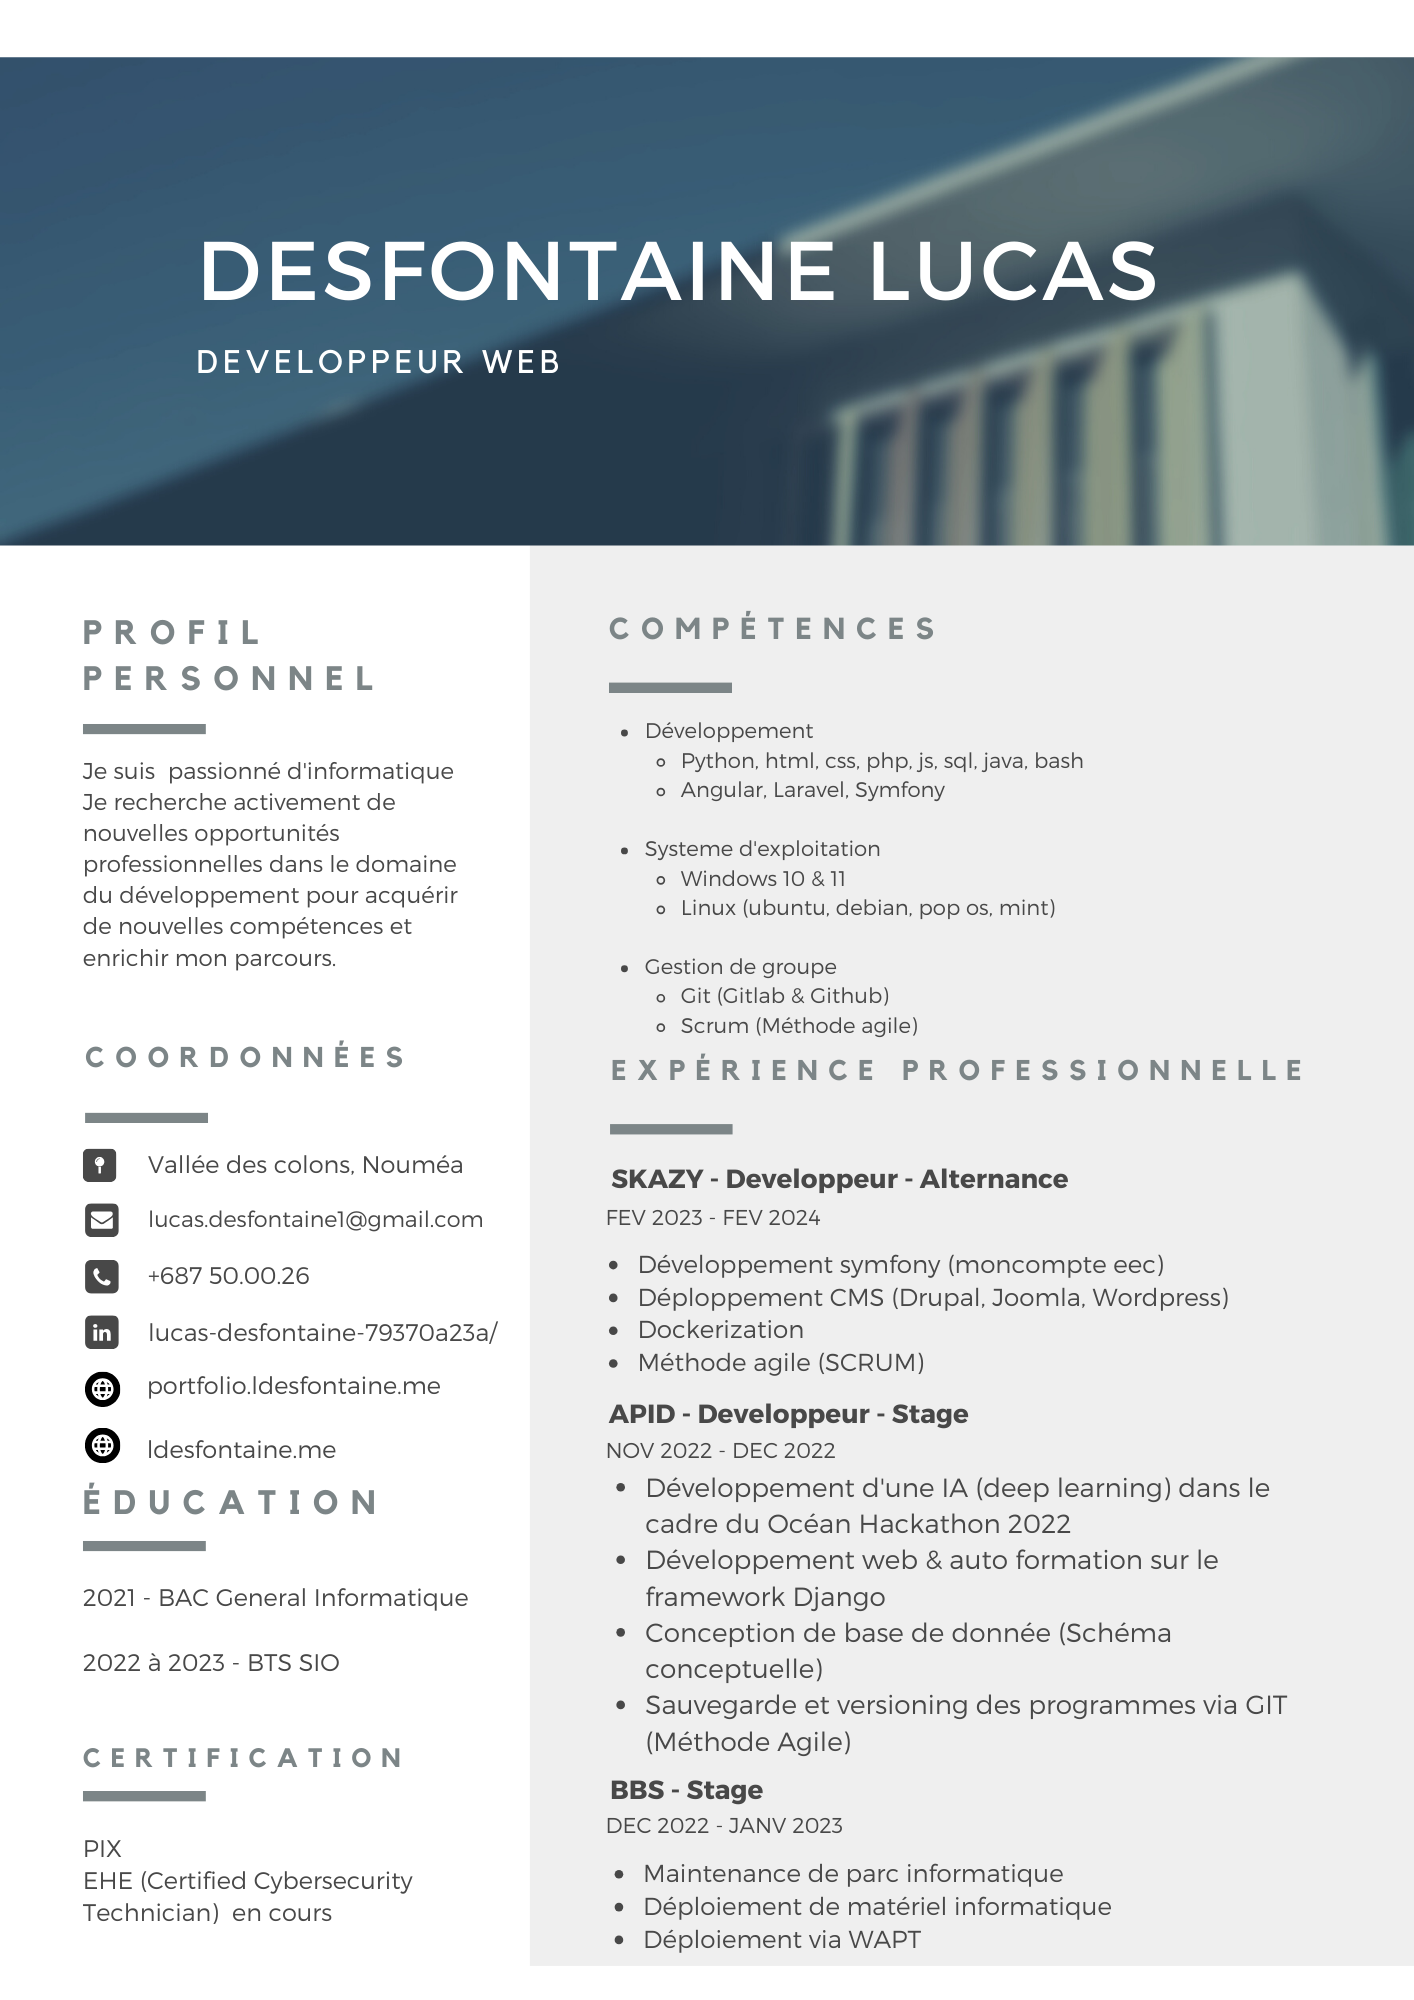 DESFONTAINE LUCAS
DEVELOPPEUR WEB
PROFIL
PERSONNEL
Je suis  passionné d'informatique
Je recherche activement de
nouvelles opportunités
professionnelles dans le domaine
du développement pour acquérir
de nouvelles compétences et
enrichir mon parcours.
COORDONNÉES
Vallée des colons, Nouméa
lucas.desfontaine1@gmail.com
+687 50.00.26
lucas-desfontaine-79370a23a/
portfolio.ldesfontaine.me
ldesfontaine.me
ÉDUCATION
2021 - BAC General Informatique
2022 à 2023 - BTS SIO
CERTIFICATION
PIX
EHE (Certified Cybersecurity
Technician)  en cours
COMPÉTENCES
Développement
Python, html, css, php, js, sql, java, bash
Angular, Laravel, Symfony
Systeme d'exploitation
Windows 10 & 11
Linux (ubuntu, debian, pop os, mint)
Gestion de groupe
Git (Gitlab & Github)
Scrum (Méthode agile)
EXPÉRIENCE PROFESSIONNELLE
SKAZY - Developpeur - Alternance
FEV 2023 - FEV 2024
Développement symfony (moncompte eec)
Déploppement CMS (Drupal, Joomla, Wordpress)
Dockerization
Méthode agile (SCRUM)
APID - Developpeur - Stage
NOV 2022 - DEC 2022
Développement d'une IA (deep learning) dans le
cadre du Océan Hackathon 2022
Développement web & auto formation sur le
framework Django
Conception de base de donnée (Schéma
conceptuelle)
Sauvegarde et versioning des programmes via GIT
(Méthode Agile)
BBS - Stage
DEC 2022 - JANV 2023
Maintenance de parc informatique
Déploiement de matériel informatique
Déploiement via WAPT